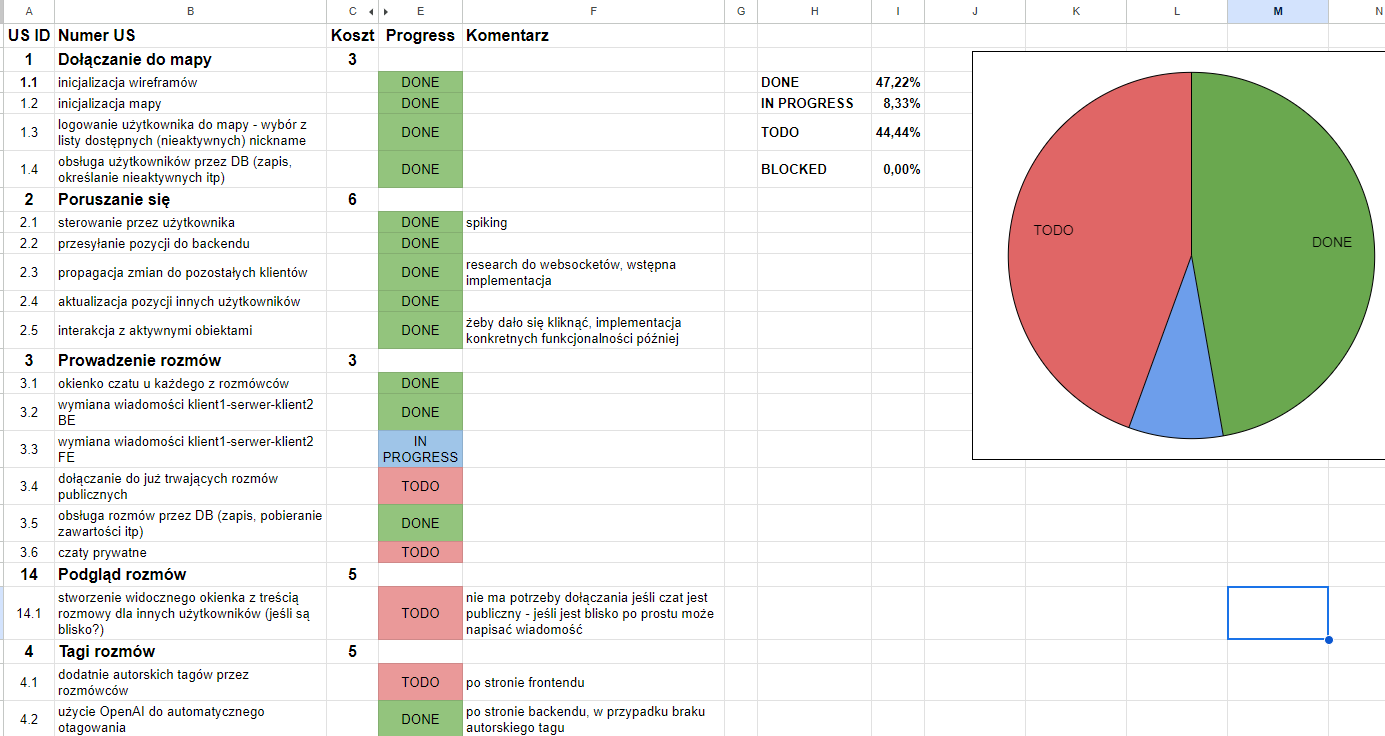 A B C E F G H I J K L M N
US ID Numer US Koszt Progress Komentarz
1 Dołączanie do mapy 3
1.1 inicjalizacja wireframów DONE
DONE 47,22%
1.2 inicjalizacja mapy DONE
IN PROGRESS 8,33%
1.3 logowanie użytkownika do mapy - wybór z
listy dostępnych (nieaktywnych) nickname DONE
TODO 44,44%
1.4 obsługa użytkowników przez DB (zapis,
określanie nieaktywnych itp) DONE
BLOCKED 0,00%
2 Poruszanie się 6
2.1 sterowanie przez użytkownika DONE spiking
2.2 przesyłanie pozycji do backendu DONE
2.3 propagacja zmian do pozostałych klientów DONE research do websocketów, wstępna
implementacja
2.4 aktualizacja pozycji innych użytkowników DONE
2.5 interakcja z aktywnymi obiektami DONE żeby dało się kliknąć, implementacja
konkretnych funkcjonalności później
3 Prowadzenie rozmów 3
3.1 okienko czatu u każdego z rozmówców DONE
3.2 wymiana wiadomości klient1-serwer-klient2
BE DONE
3.3 wymiana wiadomości klient1-serwer-klient2
FE IN
PROGRESS
3.4 dołączanie do już trwających rozmów
publicznych TODO
3.5 obsługa rozmów przez DB (zapis, pobieranie
zawartości itp) DONE
3.6 czaty prywatne TODO
14 Podgląd rozmów 5
14.1 stworzenie widocznego okienka z treścią
rozmowy dla innych użytkowników (jeśli są
blisko?) TODO
nie ma potrzeby dołączania jeśli czat jest
publiczny - jeśli jest blisko po prostu może
napisać wiadomość
4 Tagi rozmów 5
4.1 dodatnie autorskich tagów przez
rozmówców TODO po stronie frontendu
4.2 użycie OpenAI do automatycznego
otagowania DONE
po stronie backendu, w przypadku braku
autorskiego tagu
TODO
DONE